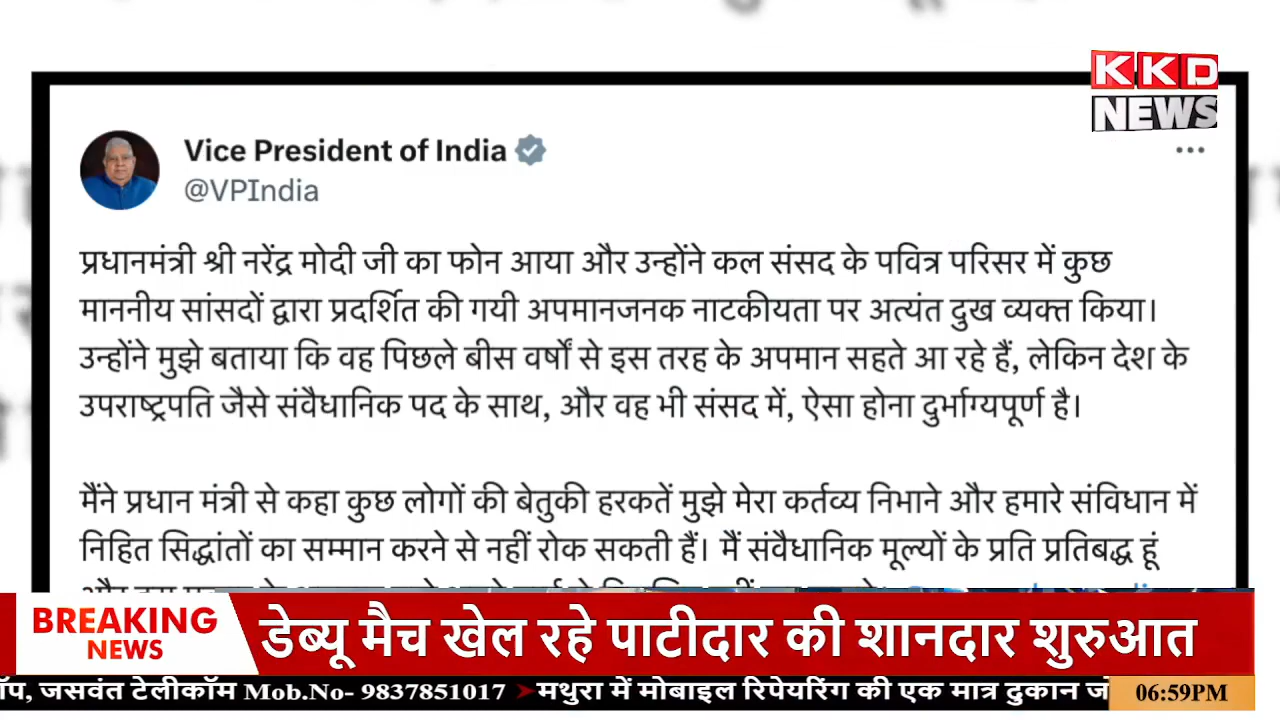 KKD
NEWS
Vice President of India
@VPIndia
प्रधानमंत्री श्री नरेंद्र मोदी जी का फोन आया और उन्होंने कल संसद के पवित्र परिसर में कुछ
माननीय सांसदों द्वारा प्रदर्शित की गयी अपमानजनक नाटकीयता पर अत्यंत दुख व्यक्त किया।
उन्होंने मुझे बताया कि वह पिछले बीस वर्षों से इस तरह के अपमान सहते आ रहे हैं, लेकिन देश के
उपराष्ट्रपति जैसे संवैधानिक पद के साथ, और वह भी संसद में, ऐसा होना दुर्भाग्यपूर्ण है।
मैंने प्रधान मंत्री से कहा कुछ लोगों की बेतुकी हरकतें मुझे मेरा कर्तव्य निभाने और हमारे संविधान में
निहित सिद्धांतों का सम्मान करने से नहीं रोक सकती हैं। मैं संवैधानिक मूल्यों के प्रति प्रतिबद्ध हूं
BREAKING
NEWS
डेब्यू मैच खेल रहे पाटीदार की शानदार शुरुआत
जसवंत टेलीकॉम Mob.No- 9837851017 ➤मथुरा में मोबाइल रिपेयरिंग की एक मात्र दुकान
06:59PM